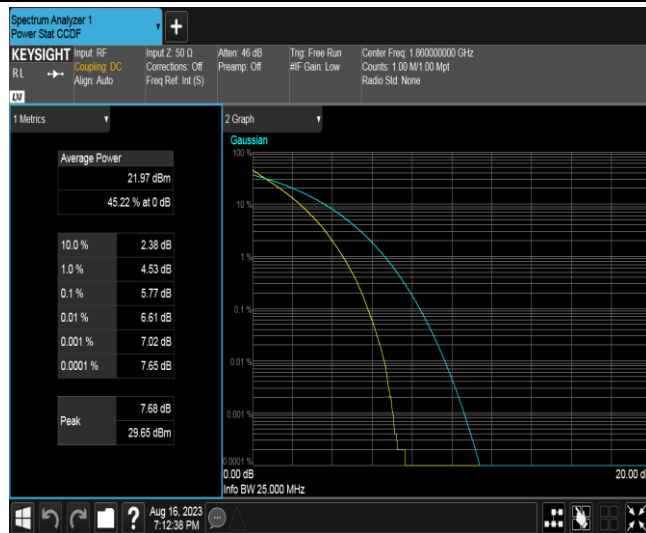 Spectrum Analyzer 1
Power Stat CCDF
+
KEYSIGHT
RL
LXI
Input: RF
Coupling: DC
Align: Auto
Input Z: 50 Ω
Corrections: Off
Freq Ref: Int (S)
Atten: 46 dB
Preamp: Off
Trig: Free Run
#IF Gain: Low
Center Freq: 1.860000000 GHz
Counts: 1.00 M/1.00 Mpt
Radio Std: None
1 Metrics
Average Power
21.97 dBm
45.22 % at 0 dB
10.0 % 2.38 dB
1.0 % 4.53 dB
0.1 % 5.77 dB
0.01 % 6.61 dB
0.001 % 7.02 dB
0.0001 % 7.65 dB
Peak
7.68 dB
29.65 dBm
2 Graph
Gaussian
100 %
10 %
1 %
0.1 %
0.01 %
0.001 %
0.0001 %
0.00 dB
20.00 d
Info BW 25.000 MHz
?
Aug 16, 2023
7:12:38 PM